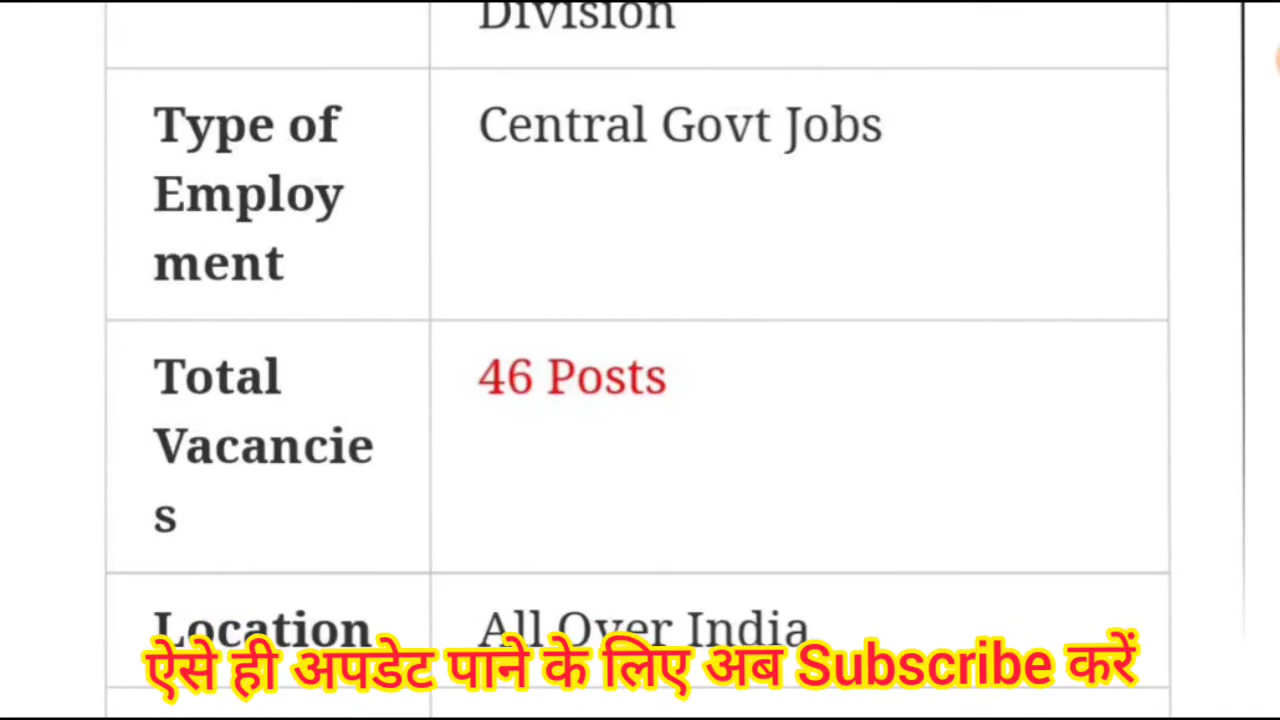 Division
Type of
Employ
ment
Central Govt Jobs
Total
Vacancie
s
46 Posts
Location
All Over India
ऐसे ही अपडेट पाने के लिए अब Subscribe करें